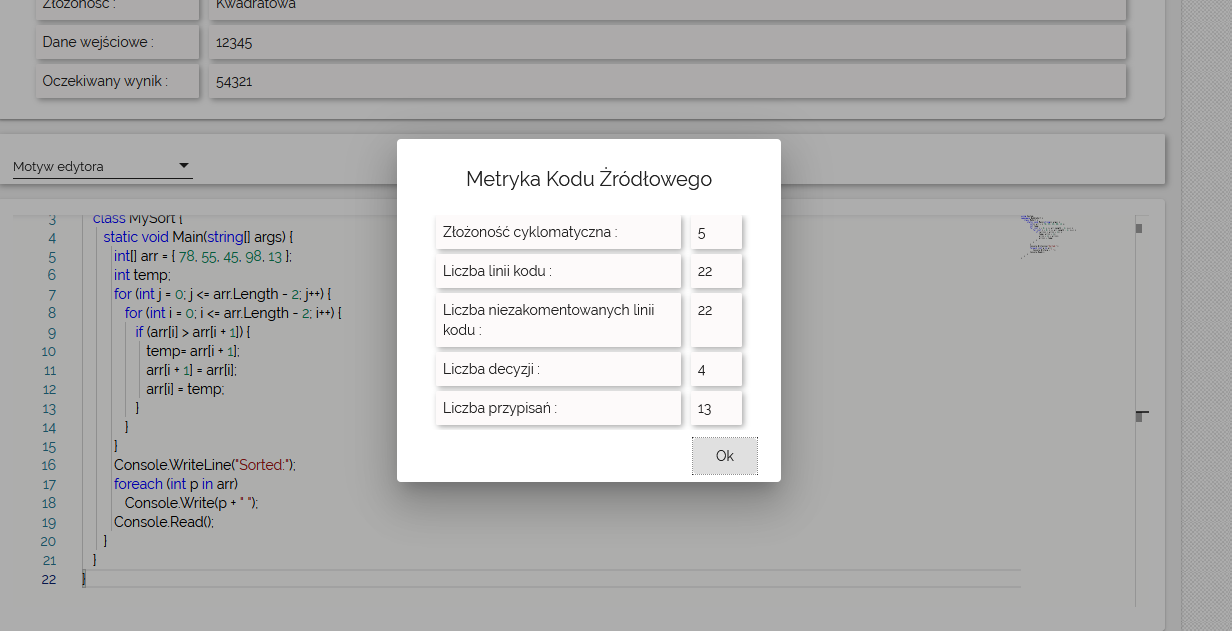 Złożoność :
Kwadratowa
Dane wejściowe :
12345
Oczekiwany wynik :
54321
Motyw edytora
3 class MySort {
4 static void Main(string[] args) {
5 int[] arr = { 78, 55, 45, 98, 13 };
6 int temp;
7 for (int j = 0; j <= arr.Length - 2; j++) {
8 for (int i = 0; i <= arr.Length - 2; i++) {
9 if (arr[i] > arr[i + 1]) {
10 temp= arr[i + 1];
11 arr[i + 1] = arr[i];
12 arr[i] = temp;
13 }
14 }
15 }
16 Console.WriteLine("Sorted:");
17 foreach (int p in arr)
18 Console.Write(p + " ");
19 Console.Read();
20 }
21 }
22 }
Metryka Kodu Źródłowego
Złożoność cyklomatyczna :
5
Liczba linii kodu :
22
Liczba niezakomentowanych linii
kodu :
22
Liczba decyzji :
4
Liczba przypisań :
13
Ok